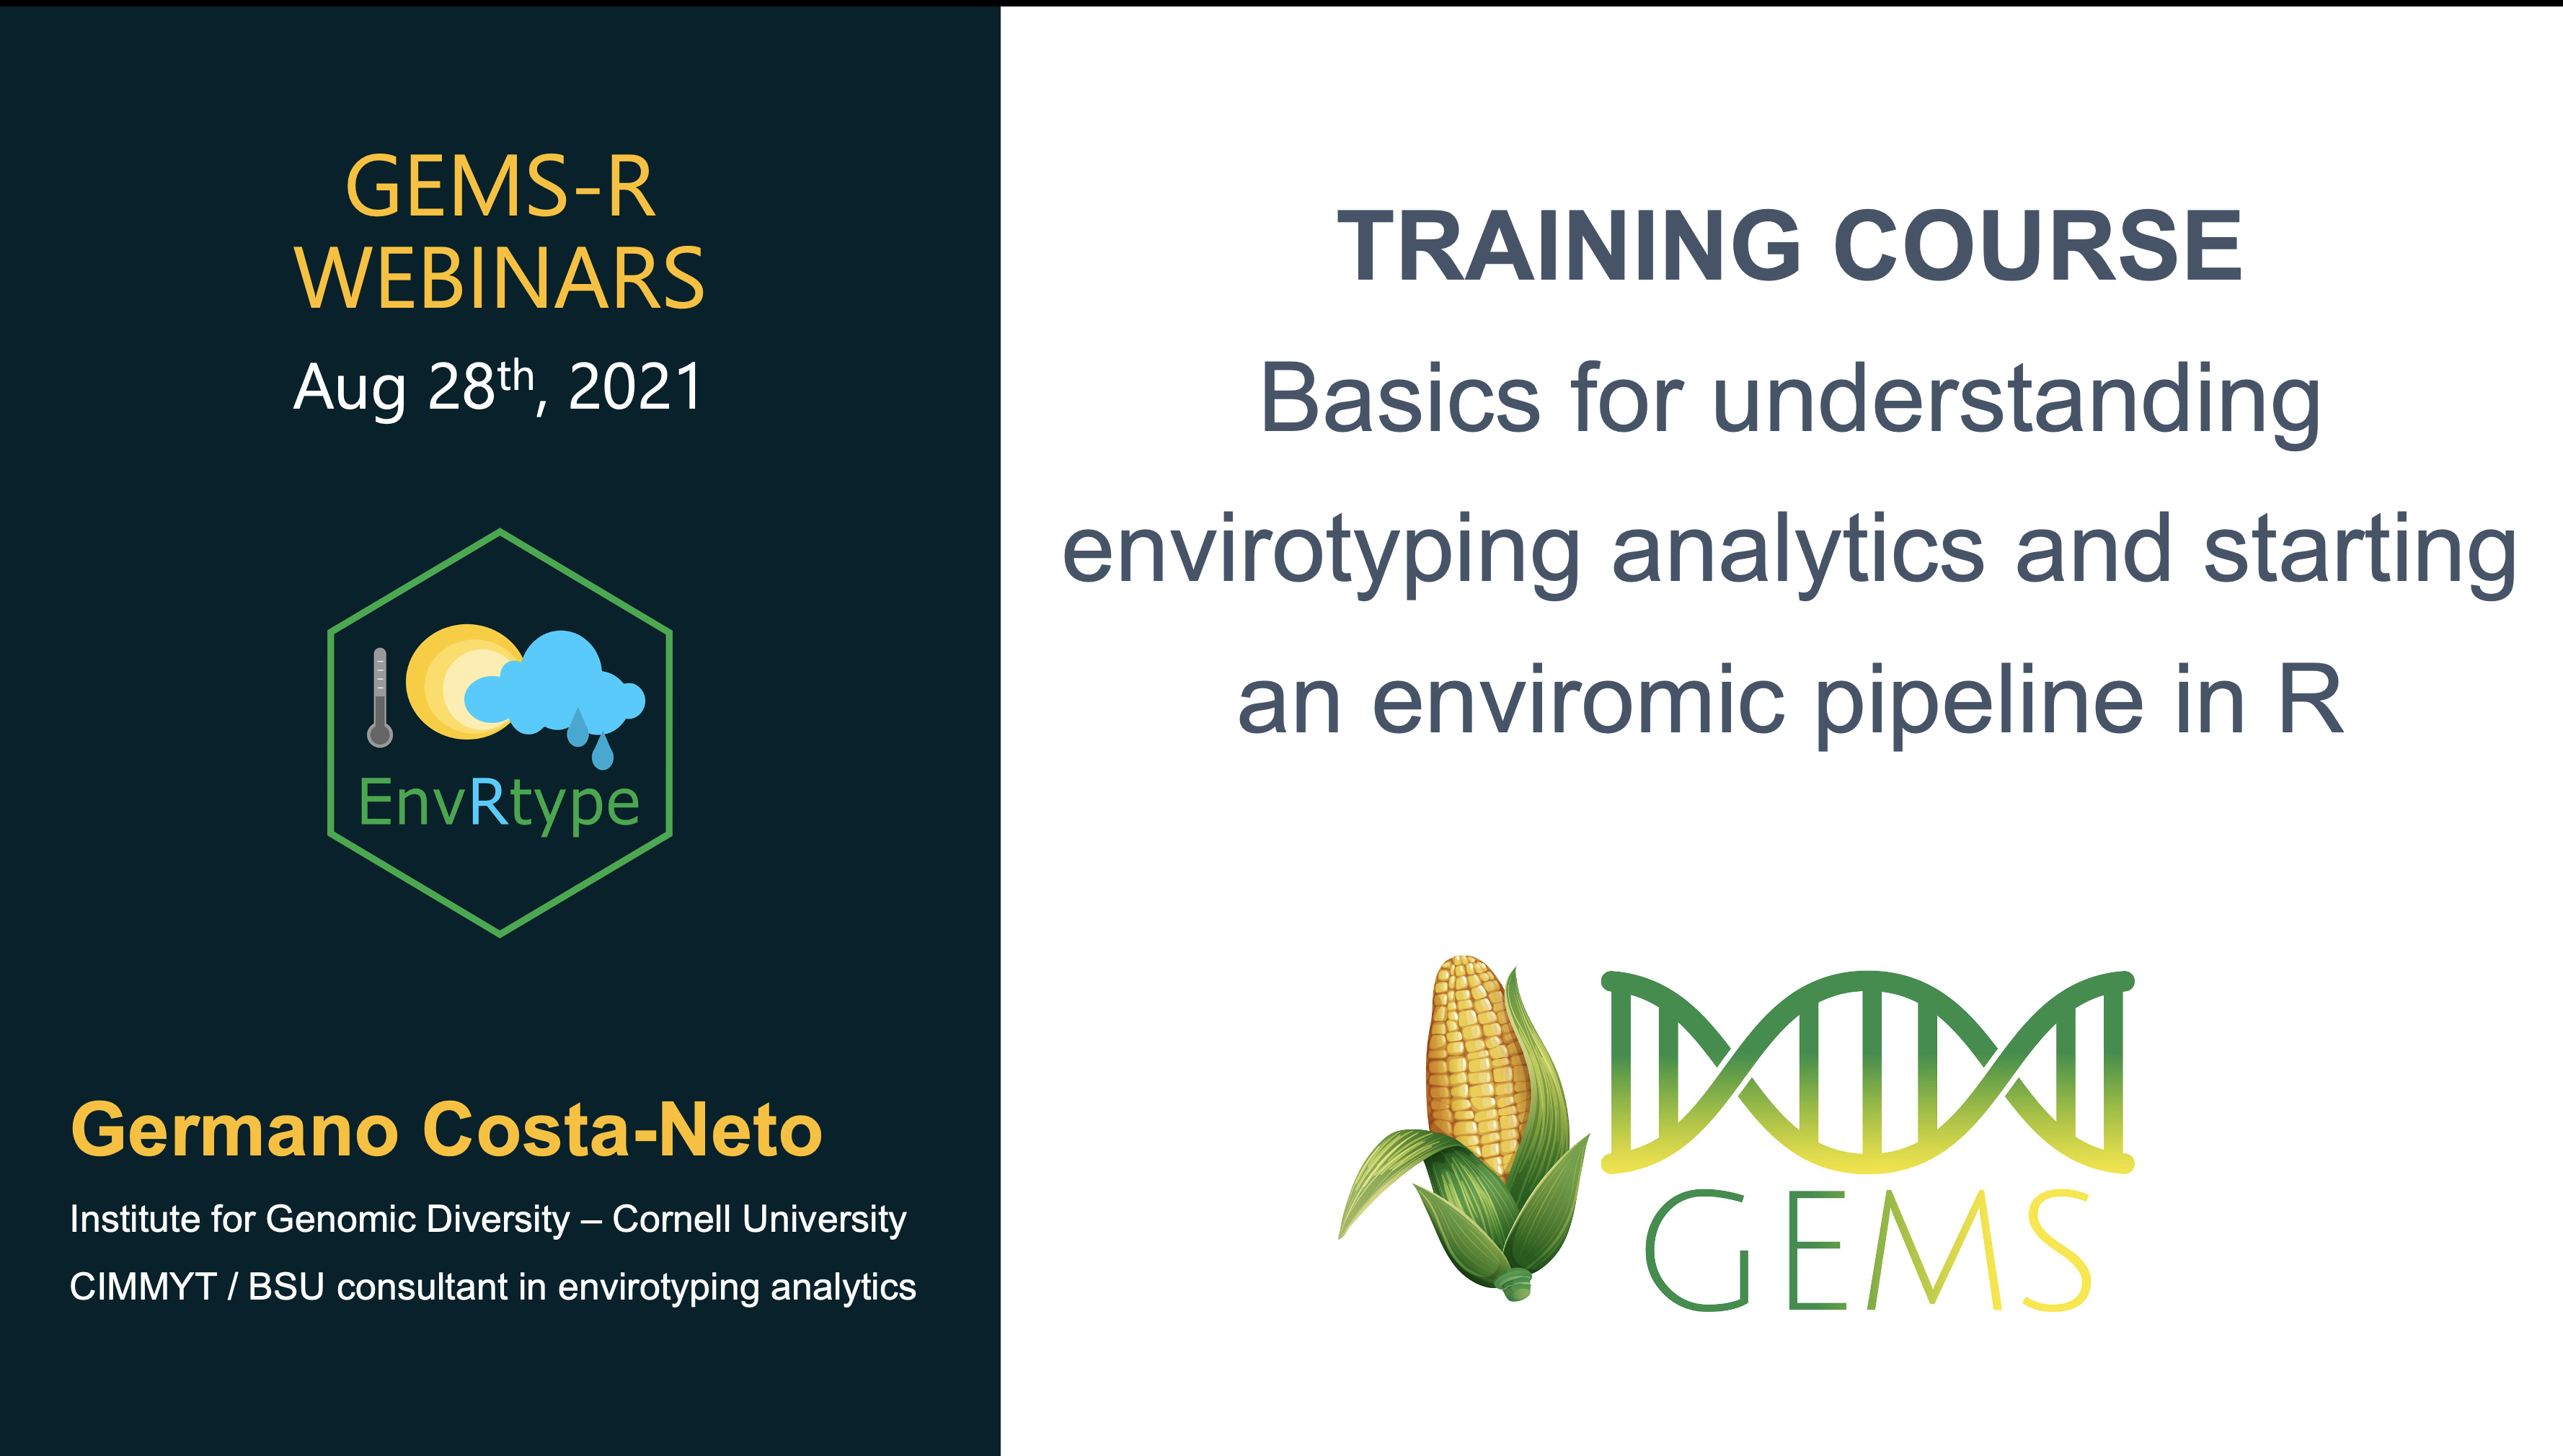 GEMS-R
WEBINARS
Aug 28th, 2021
EnvRtype
Germano Costa-Neto
Institute for Genomic Diversity – Cornell University
CIMMYT / BSU consultant in envirotyping analytics
TRAINING COURSE
Basics for understanding
envirotyping analytics and starting
an enviromic pipeline in R
GEMS